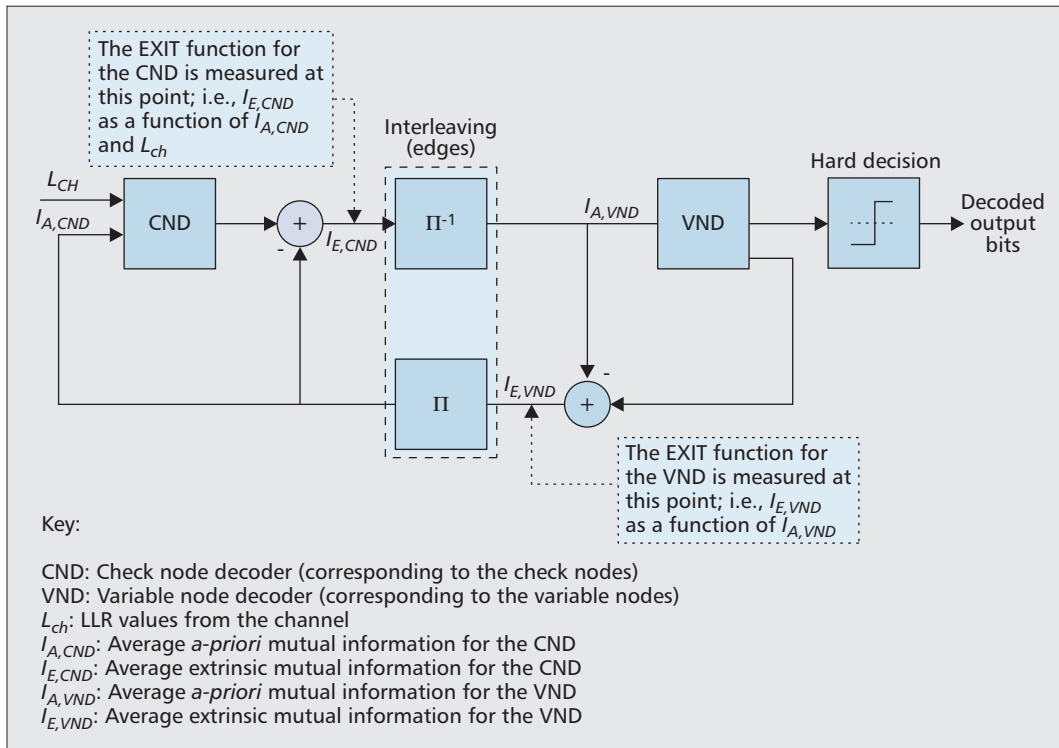 The EXIT function for
the CND is measured at
this point; i.e., I_E,CND
as a function of I_A,CND
and L_ch
Interleaving
(edges)
Hard decision
L_CH
I_A,CND
CND
+
-
I_E,CND
Π^-1
I_A,VND
VND
Decoded
output
bits
Π
I_E,VND
+
-
The EXIT function for
the VND is measured at
this point; i.e., I_E,VND
as a function of I_A,VND
Key:
CND: Check node decoder (corresponding to the check nodes)
VND: Variable node decoder (corresponding to the variable nodes)
L_ch: LLR values from the channel
I_A,CND: Average a-priori mutual information for the CND
I_E,CND: Average extrinsic mutual information for the CND
I_A,VND: Average a-priori mutual information for the VND
I_E,VND: Average extrinsic mutual information for the VND